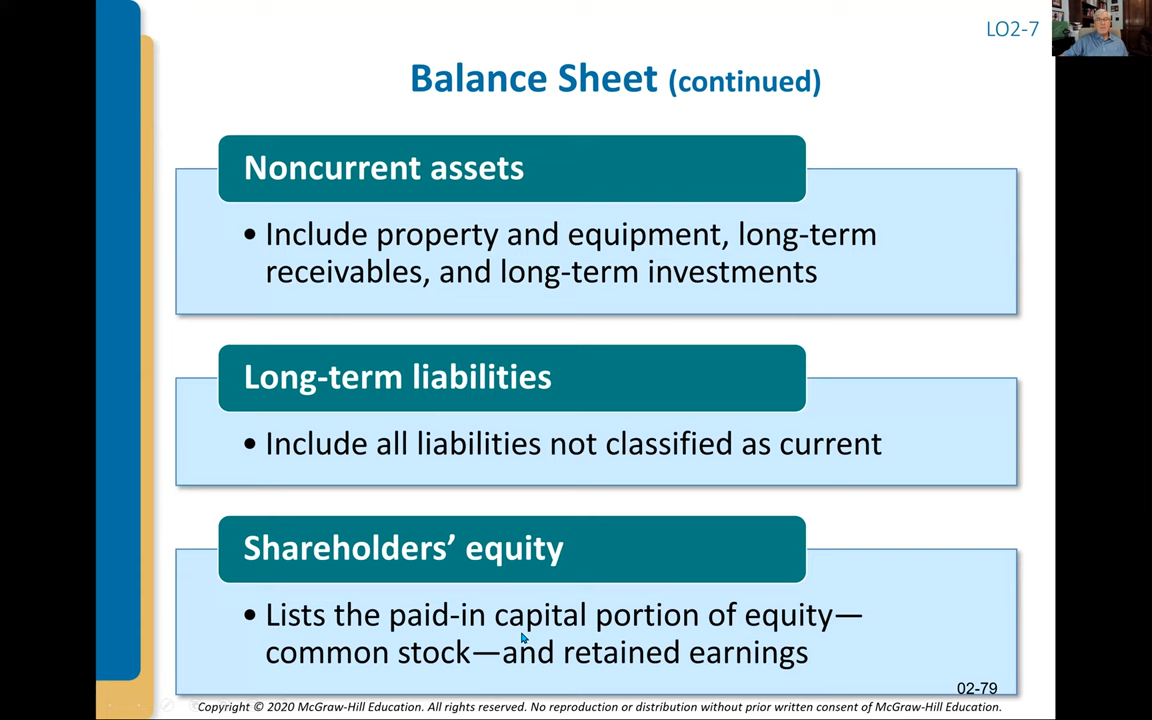 LO2-7
Balance Sheet (continued)
Noncurrent assets
• Include property and equipment, long-term
receivables, and long-term investments
Long-term liabilities
• Include all liabilities not classified as current
Shareholders’ equity
• Lists the paid-in capital portion of equity—
common stock—and retained earnings
02-79
Copyright © 2020 McGraw-Hill Education. All rights reserved. No reproduction or distribution without prior written consent of McGraw-Hill Education.